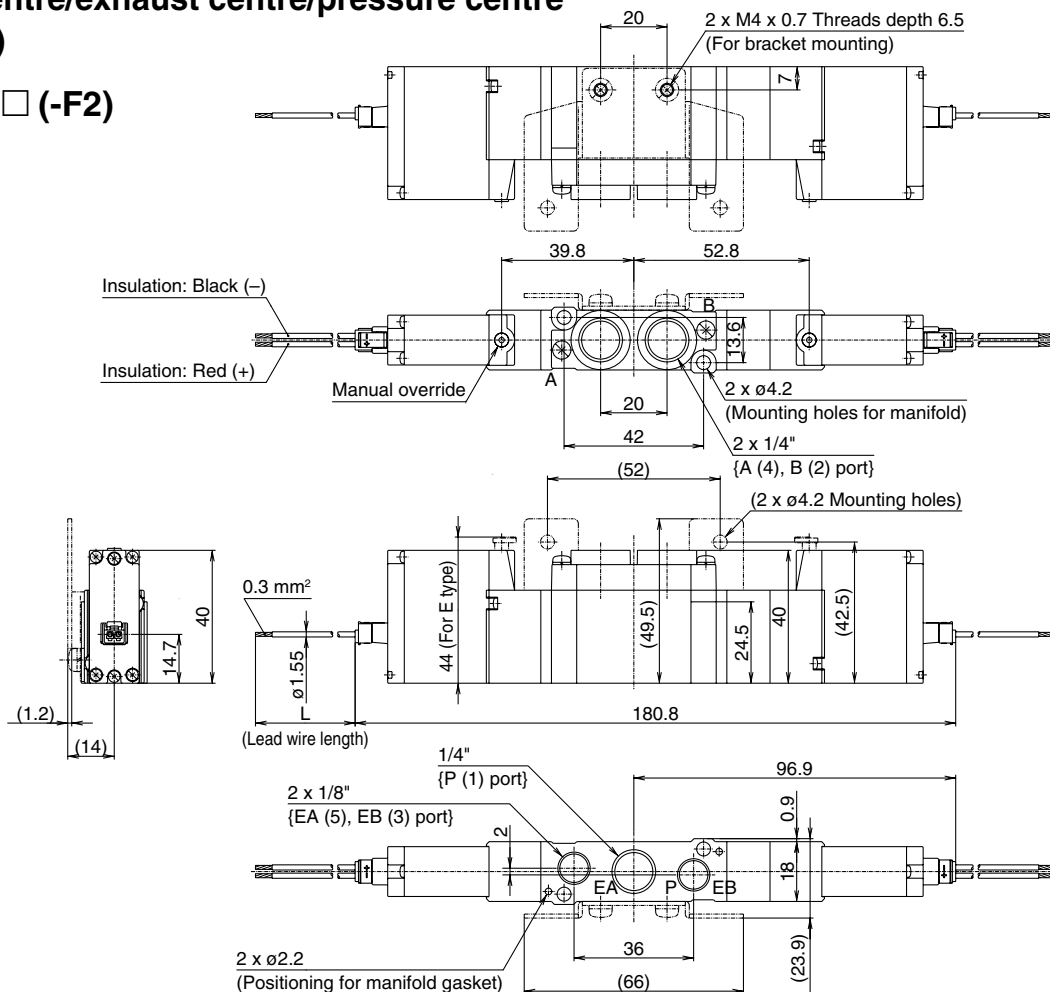 entre/exhaust centre/pressure centre
)
□ (-F2)
20
2 x M4 x 0.7 Threads depth 6.5
(For bracket mounting)
7
39.8
52.8
Insulation: Black (–)
Insulation: Red (+)
Manual override
A
B
13.6
20
42
2 x ø4.2
(Mounting holes for manifold)
2 x 1/4"
{A (4), B (2) port}
(52)
(2 x ø4.2 Mounting holes)
0.3 mm²
40
14.7
(1.2)
(14)
ø1.55
L
(Lead wire length)
44 (For E type)
(49.5)
24.5
40
(42.5)
180.8
1/4"
{P (1) port}
2 x 1/8"
{EA (5), EB (3) port}
96.9
2
0.9
18
EA
P
EB
36
(66)
(23.9)
2 x ø2.2
(Positioning for manifold gasket)